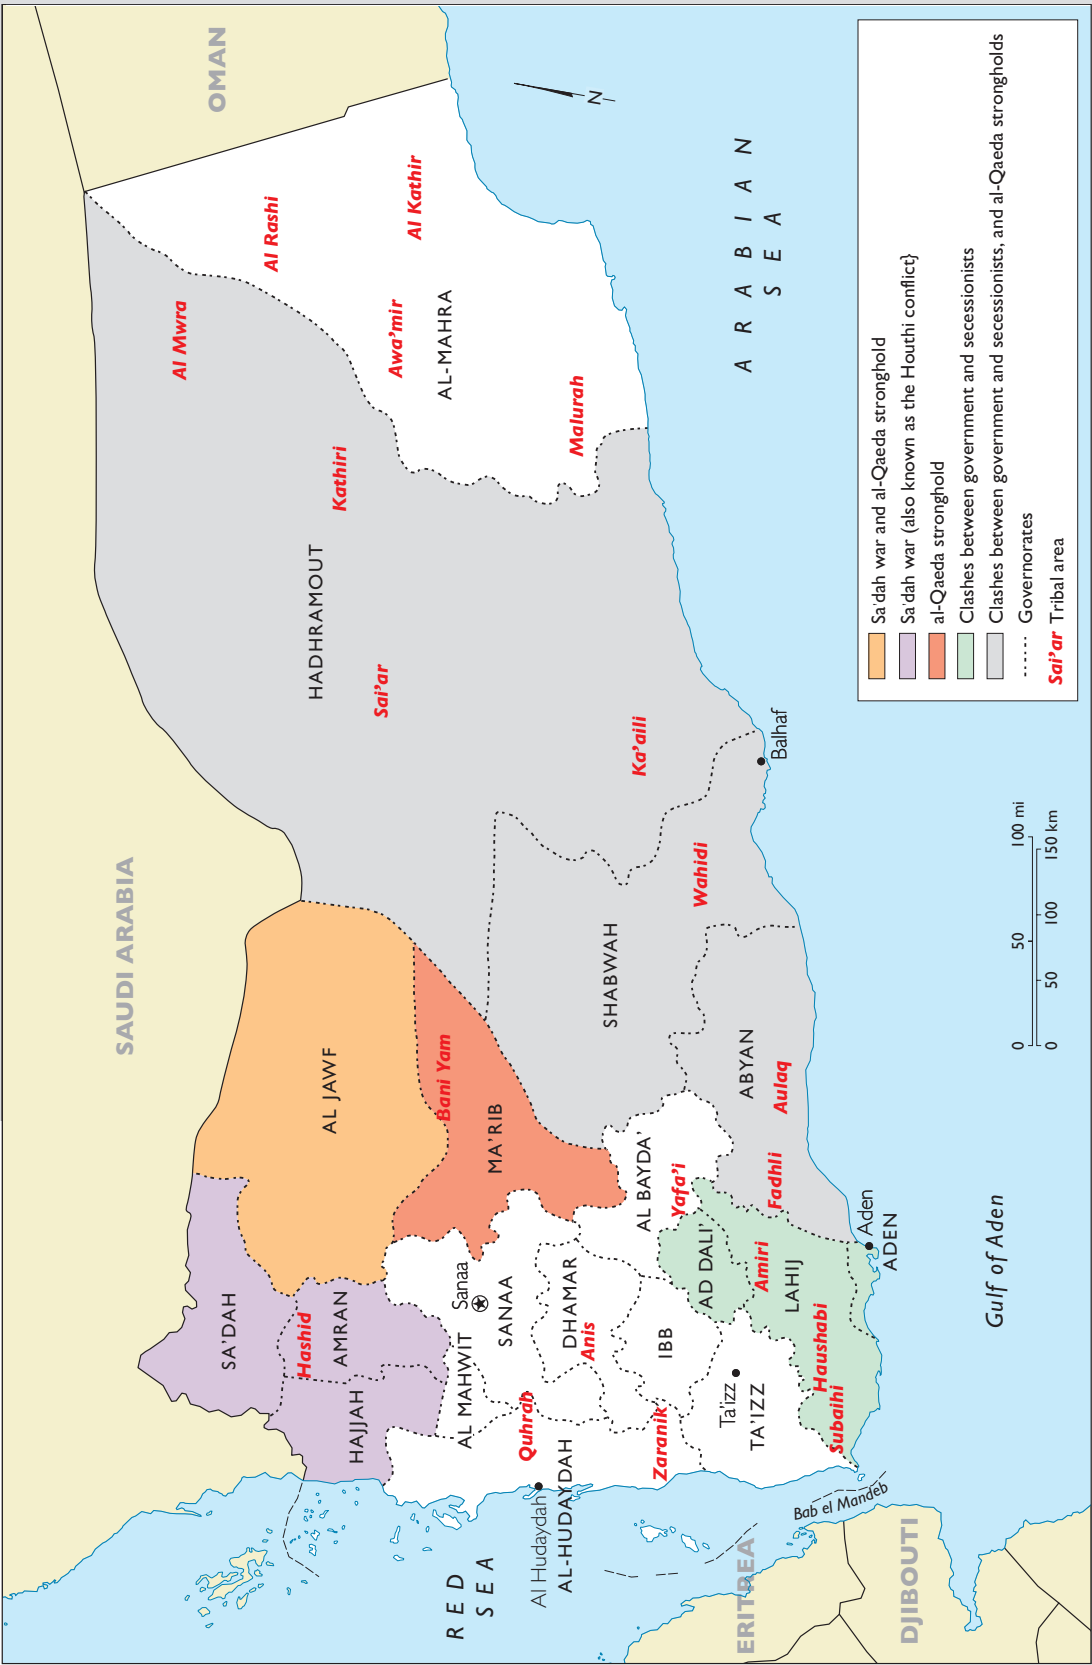 SAUDI ARABIA
OMAN
SA'DAH
AL JAWF
Al Mwra
Al Rashi
Hashid
AMRAN
HAJJAH
HADHRAMOUT
Kathiri
Sai'ar
Awa'mir
Al Kathir
AL-MAHRA
Bani Yam
MA'RIB
AL MAHWIT
Sanaa
SANAA
Quhrah
Al Hudaydah
AL-HUDAYDAH
DHAMAR
Anis
Malurah
SHABWAH
Ka'aili
AL BAYDA'
Yafa'i
IBB
Zaranik
AD DALI'
Wahidi
Ta'izz
TA'IZZ
ABYAN
Aulaq
Fadhli
Amiri
LAHIJ
Haushabi
Subaihi
Balhaf
Aden
ADEN
RED
SEA
ARABIAN
SEA
N
Bab el Mandeb
ERITREA
DJIBOUTI
Gulf of Aden
0 50 100 mi
0 50 100 150 km
Sa'dah war and al-Qaeda stronghold
Sa'dah war (also known as the Houthi conflict}
al-Qaeda stronghold
Clashes between government and secessionists
Clashes between government and secessionists, and al-Qaeda strongholds
Governorates
Sai'ar Tribal area